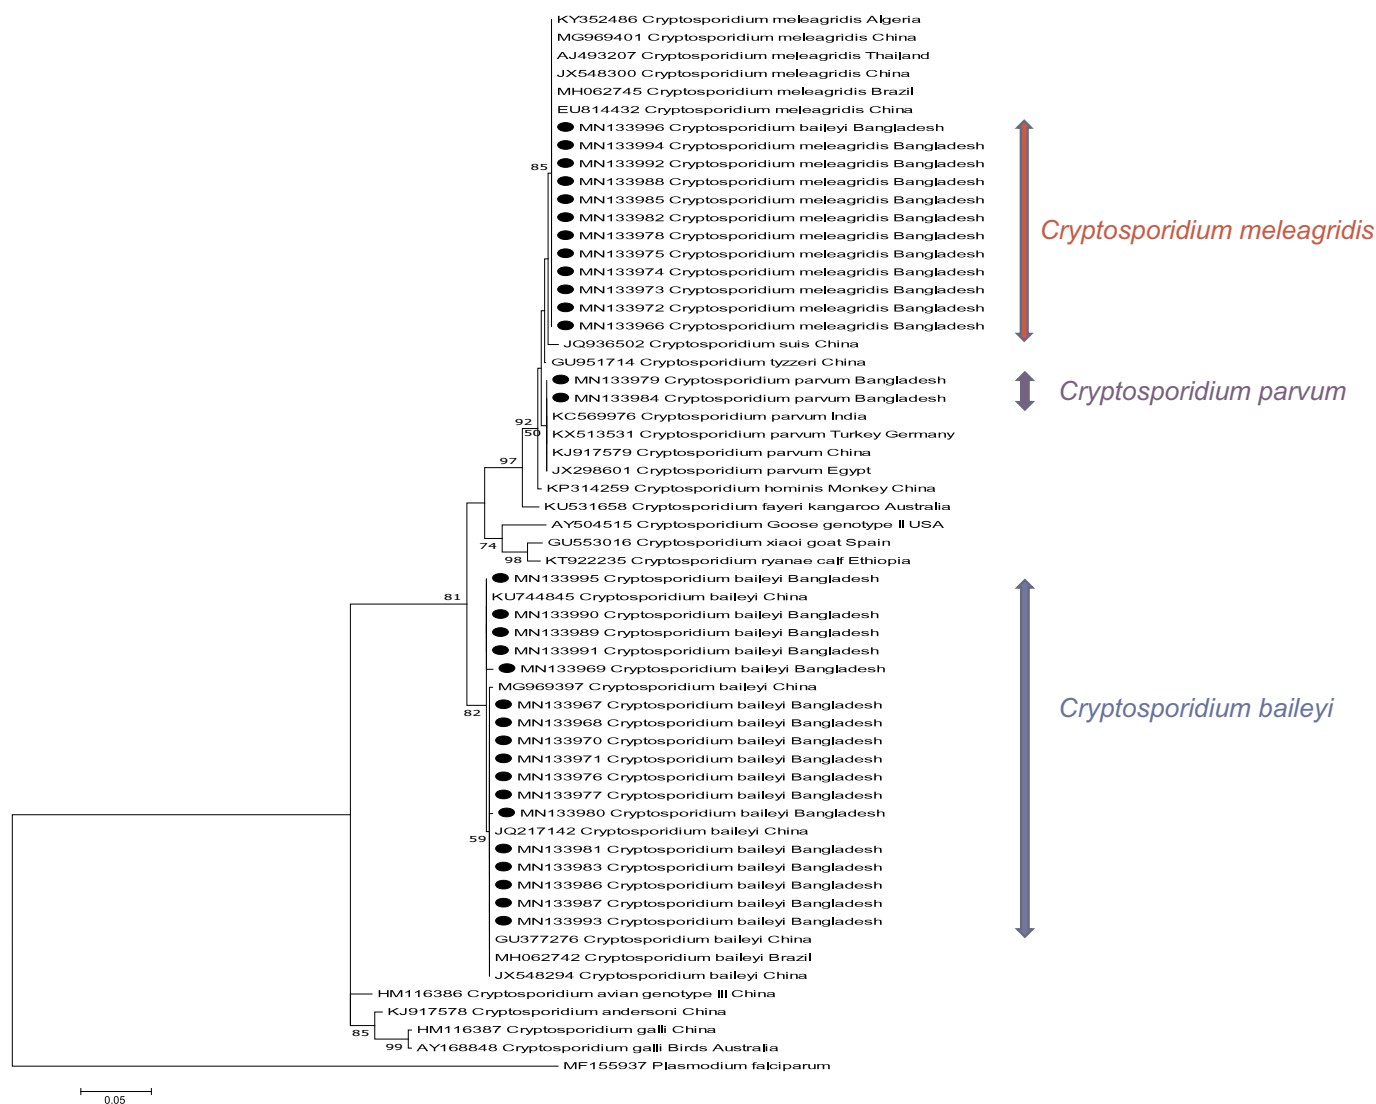 KY352486 Cryptosporidium meleagridis Algeria
MG969401 Cryptosporidium meleagridis China
AJ493207 Cryptosporidium meleagridis Thailand
JX548300 Cryptosporidium meleagridis China
MH062745 Cryptosporidium meleagridis Brazil
EU814432 Cryptosporidium meleagridis China
MN133996 Cryptosporidium baileyi Bangladesh
MN133994 Cryptosporidium meleagridis Bangladesh
85
MN133992 Cryptosporidium meleagridis Bangladesh
MN133988 Cryptosporidium meleagridis Bangladesh
MN133985 Cryptosporidium meleagridis Bangladesh
MN133982 Cryptosporidium meleagridis Bangladesh
Cryptosporidium meleagridis
MN133978 Cryptosporidium meleagridis Bangladesh
MN133975 Cryptosporidium meleagridis Bangladesh
MN133974 Cryptosporidium meleagridis Bangladesh
MN133973 Cryptosporidium meleagridis Bangladesh
MN133972 Cryptosporidium meleagridis Bangladesh
MN133966 Cryptosporidium meleagridis Bangladesh
JQ936502 Cryptosporidium suis China
GU951714 Cryptosporidium tyzzeri China
MN133979 Cryptosporidium parvum Bangladesh
Cryptosporidium parvum
MN133984 Cryptosporidium parvum Bangladesh
KC569976 Cryptosporidium parvum India
92
50
KX513531 Cryptosporidium parvum Turkey Germany
KJ917579 Cryptosporidium parvum China
97
JX298601 Cryptosporidium parvum Egypt
KP314259 Cryptosporidium hominis Monkey China
KU531658 Cryptosporidium fayeri kangaroo Australia
AY504515 Cryptosporidium Goose genotype II USA
74
GU553016 Cryptosporidium xiaoi goat Spain
98
KT922235 Cryptosporidium ryanae calf Ethiopia
MN133995 Cryptosporidium baileyi Bangladesh
81
KU744845 Cryptosporidium baileyi China
MN133990 Cryptosporidium baileyi Bangladesh
MN133989 Cryptosporidium baileyi Bangladesh
MN133991 Cryptosporidium baileyi Bangladesh
MN133969 Cryptosporidium baileyi Bangladesh
MG969397 Cryptosporidium baileyi China
MN133967 Cryptosporidium baileyi Bangladesh
Cryptosporidium baileyi
82
MN133968 Cryptosporidium baileyi Bangladesh
MN133970 Cryptosporidium baileyi Bangladesh
MN133971 Cryptosporidium baileyi Bangladesh
MN133976 Cryptosporidium baileyi Bangladesh
MN133977 Cryptosporidium baileyi Bangladesh
MN133980 Cryptosporidium baileyi Bangladesh
JQ217142 Cryptosporidium baileyi China
59
MN133981 Cryptosporidium baileyi Bangladesh
MN133983 Cryptosporidium baileyi Bangladesh
MN133986 Cryptosporidium baileyi Bangladesh
MN133987 Cryptosporidium baileyi Bangladesh
MN133993 Cryptosporidium baileyi Bangladesh
GU377276 Cryptosporidium baileyi China
MH062742 Cryptosporidium baileyi Brazil
JX548294 Cryptosporidium baileyi China
HM116386 Cryptosporidium avian genotype III China
KJ917578 Cryptosporidium andersoni China
85
HM116387 Cryptosporidium galli China
99
AY168848 Cryptosporidium galli Birds Australia
MF155937 Plasmodium falciparum
0.05